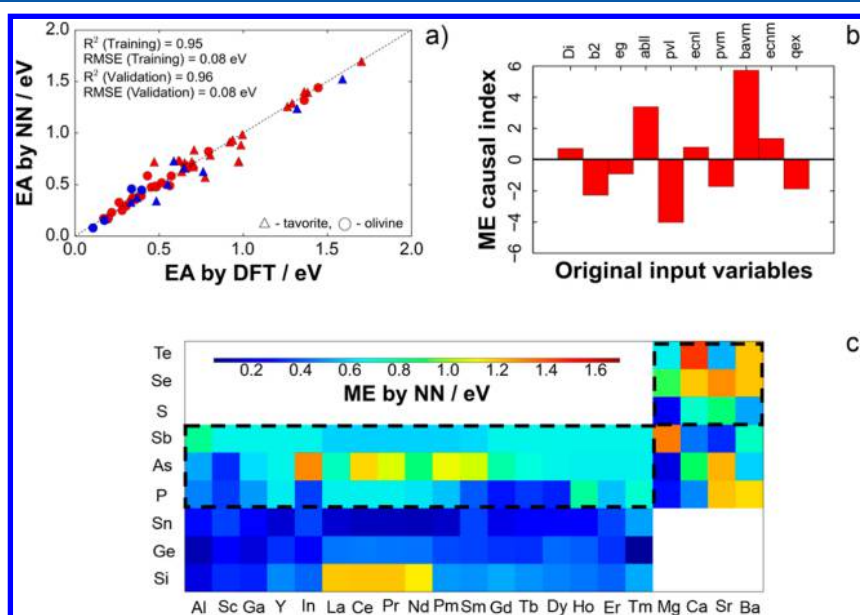 a)
R² (Training) = 0.95
RMSE (Training) = 0.08 eV
R² (Validation) = 0.96
RMSE (Validation) = 0.08 eV
2.0
1.5
1.0
0.5
0.0
EA by NN / eV
△ - tavorite, ○ - olivine
0.0 0.5 1.0 1.5 2.0
EA by DFT / eV
b
Di b2 eg abll pvl ecnl pvm bavm ecnm qex
6
4
2
0
−2
−4
−6
ME causal index
Original input variables
c
Te
Se
S
Sb
As
P
Sn
Ge
Si
0.2 0.4 0.6 0.8 1.0 1.2 1.4 1.6
ME by NN / eV
Al Sc Ga Y In La Ce Pr Nd Pm Sm Gd Tb Dy Ho Er Tm Mg Ca Sr Ba